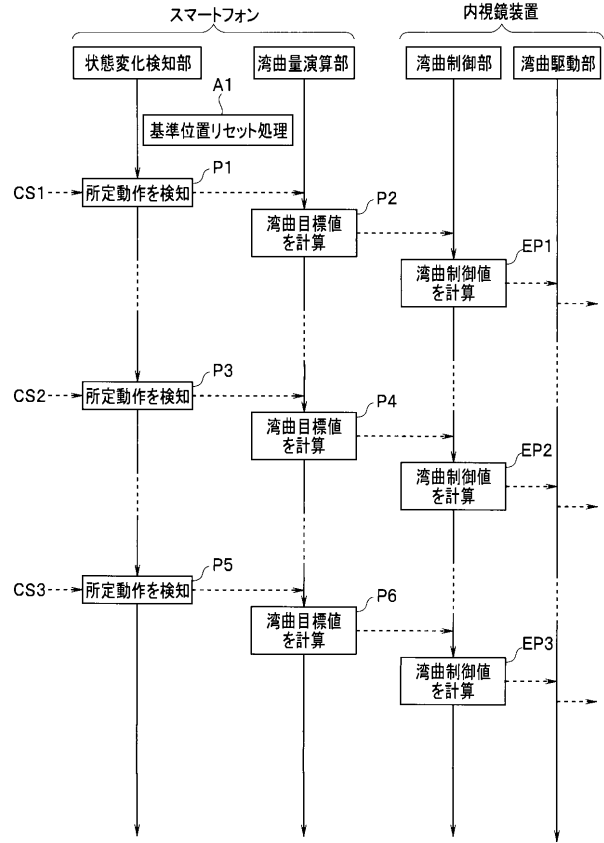 スマートフォン
内視鏡装置
状態変化検知部
湾曲量演算部
湾曲制御部
湾曲駆動部
A1
基準位置リセット処理
P1
CS1
所定動作を検知
P2
湾曲目標値
を計算
EP1
湾曲制御値
を計算
P3
CS2
所定動作を検知
P4
湾曲目標値
を計算
EP2
湾曲制御値
を計算
P5
CS3
所定動作を検知
P6
湾曲目標値
を計算
EP3
湾曲制御値
を計算